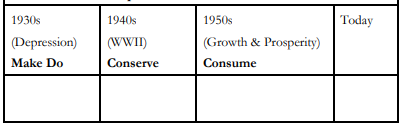 1930s 1940s 1950s Today
(Depression) (WWII) (Growth & Prosperity)
Make Do Conserve Consume